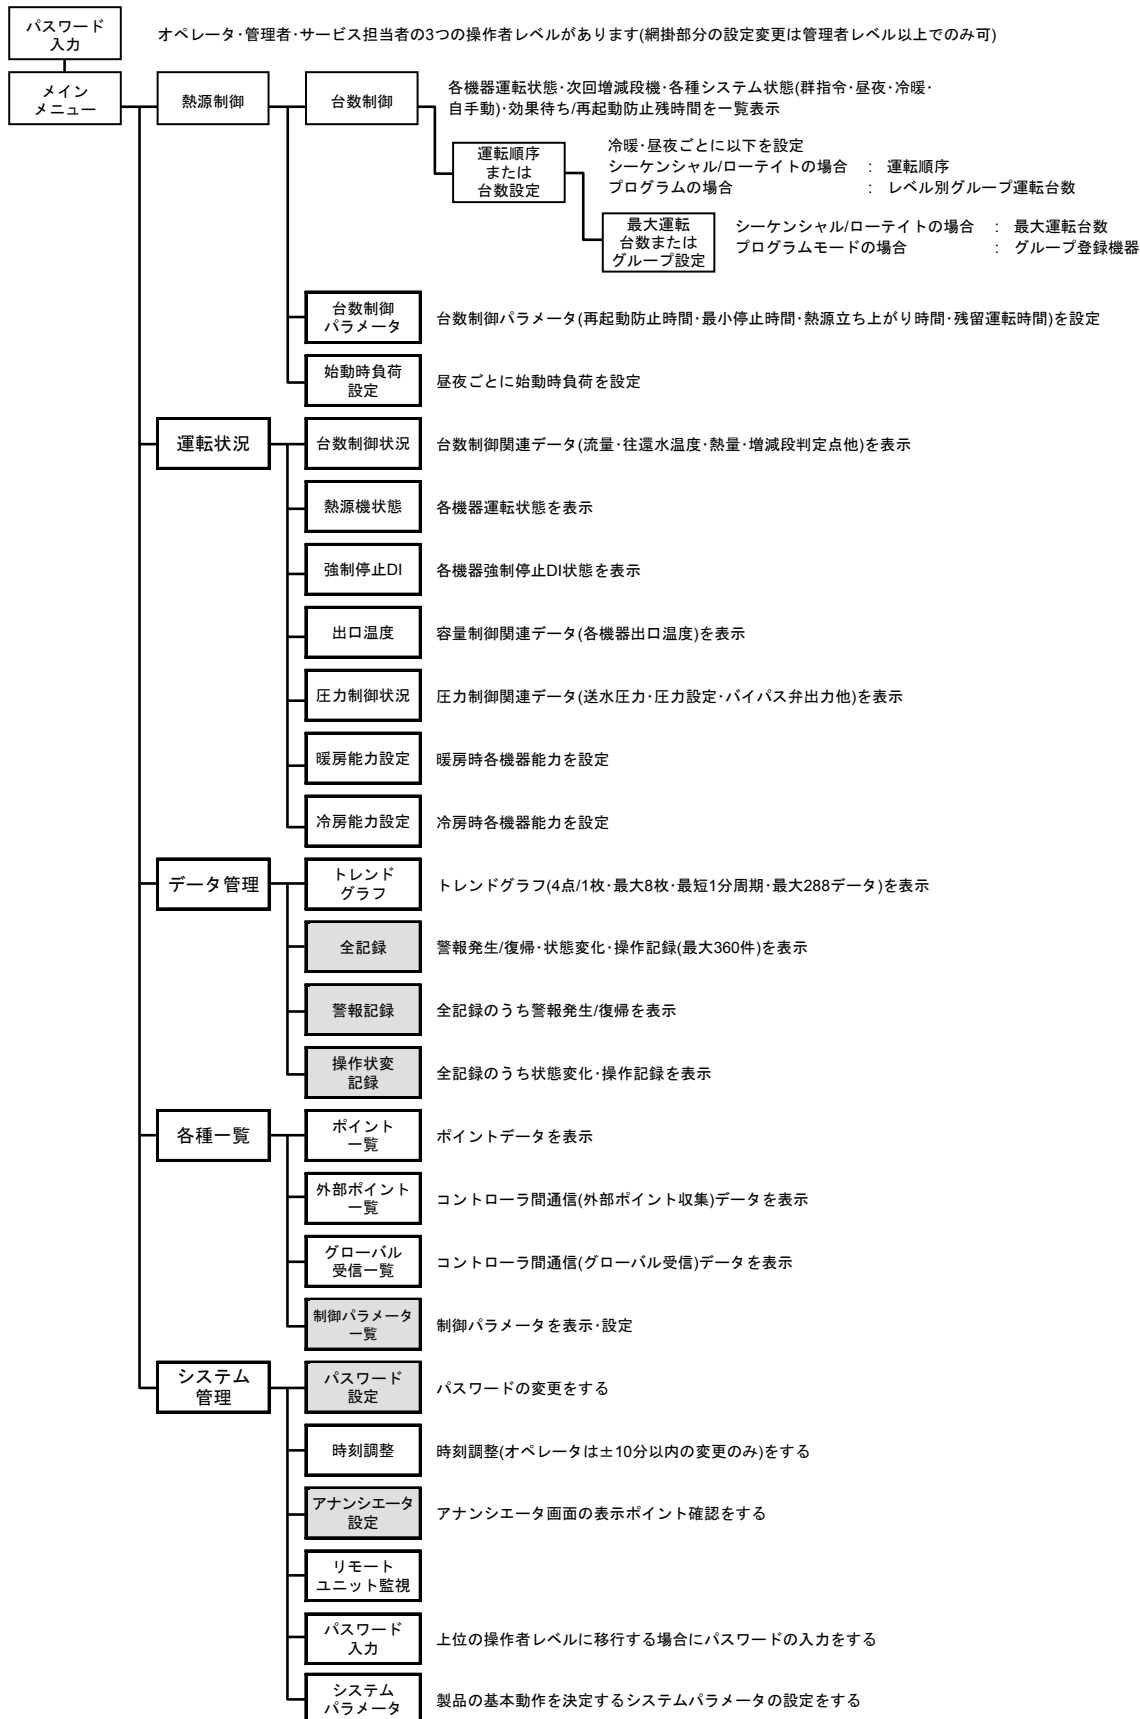 パスワード
入力
オペレータ･管理者･サービス担当者の3つの操作者レベルがあります(網掛部分の設定変更は管理者レベル以上でのみ可)
メイン
メニュー
熱源制御
台数制御
各機器運転状態･次回増減段機･各種システム状態(群指令･昼夜･冷暖･
自手動)･効果待ち/再起動防止残時間を一覧表示
運転順序
または
台数設定
冷暖･昼夜ごとに以下を設定
シーケンシャル/ローテイトの場合 : 運転順序
プログラムの場合 : レベル別グループ運転台数
最大運転
台数または
グループ設定
シーケンシャル/ローテイトの場合 : 最大運転台数
プログラムモードの場合 : グループ登録機器
台数制御
パラメータ
台数制御パラメータ(再起動防止時間･最小停止時間･熱源立ち上がり時間･残留運転時間)を設定
始動時負荷
設定
昼夜ごとに始動時負荷を設定
運転状況
台数制御状況
台数制御関連データ(流量･往還水温度･熱量･増減段判定点他)を表示
熱源機状態
各機器運転状態を表示
強制停止DI
各機器強制停止DI状態を表示
出口温度
容量制御関連データ(各機器出口温度)を表示
圧力制御状況
圧力制御関連データ(送水圧力･圧力設定･バイパス弁出力他)を表示
暖房能力設定
暖房時各機器能力を設定
冷房能力設定
冷房時各機器能力を設定
データ管理
トレンド
グラフ
トレンドグラフ(4点/1枚･最大8枚･最短1分周期･最大288データ)を表示
全記録
警報発生/復帰･状態変化･操作記録(最大360件)を表示
警報記録
全記録のうち警報発生/復帰を表示
操作状変
記録
全記録のうち状態変化･操作記録を表示
各種一覧
ポイント
一覧
ポイントデータを表示
外部ポイント
一覧
コントローラ間通信(外部ポイント収集)データを表示
グローバル
受信一覧
コントローラ間通信(グローバル受信)データを表示
制御パラメータ
一覧
制御パラメータを表示･設定
システム
管理
パスワード
設定
パスワードの変更をする
時刻調整
時刻調整(オペレータは±10分以内の変更のみ)をする
アナンシエータ
設定
アナンシエータ画面の表示ポイント確認をする
リモート
ユニット監視
パスワード
入力
上位の操作者レベルに移行する場合にパスワードの入力をする
システム
パラメータ
製品の基本動作を決定するシステムパラメータの設定をする